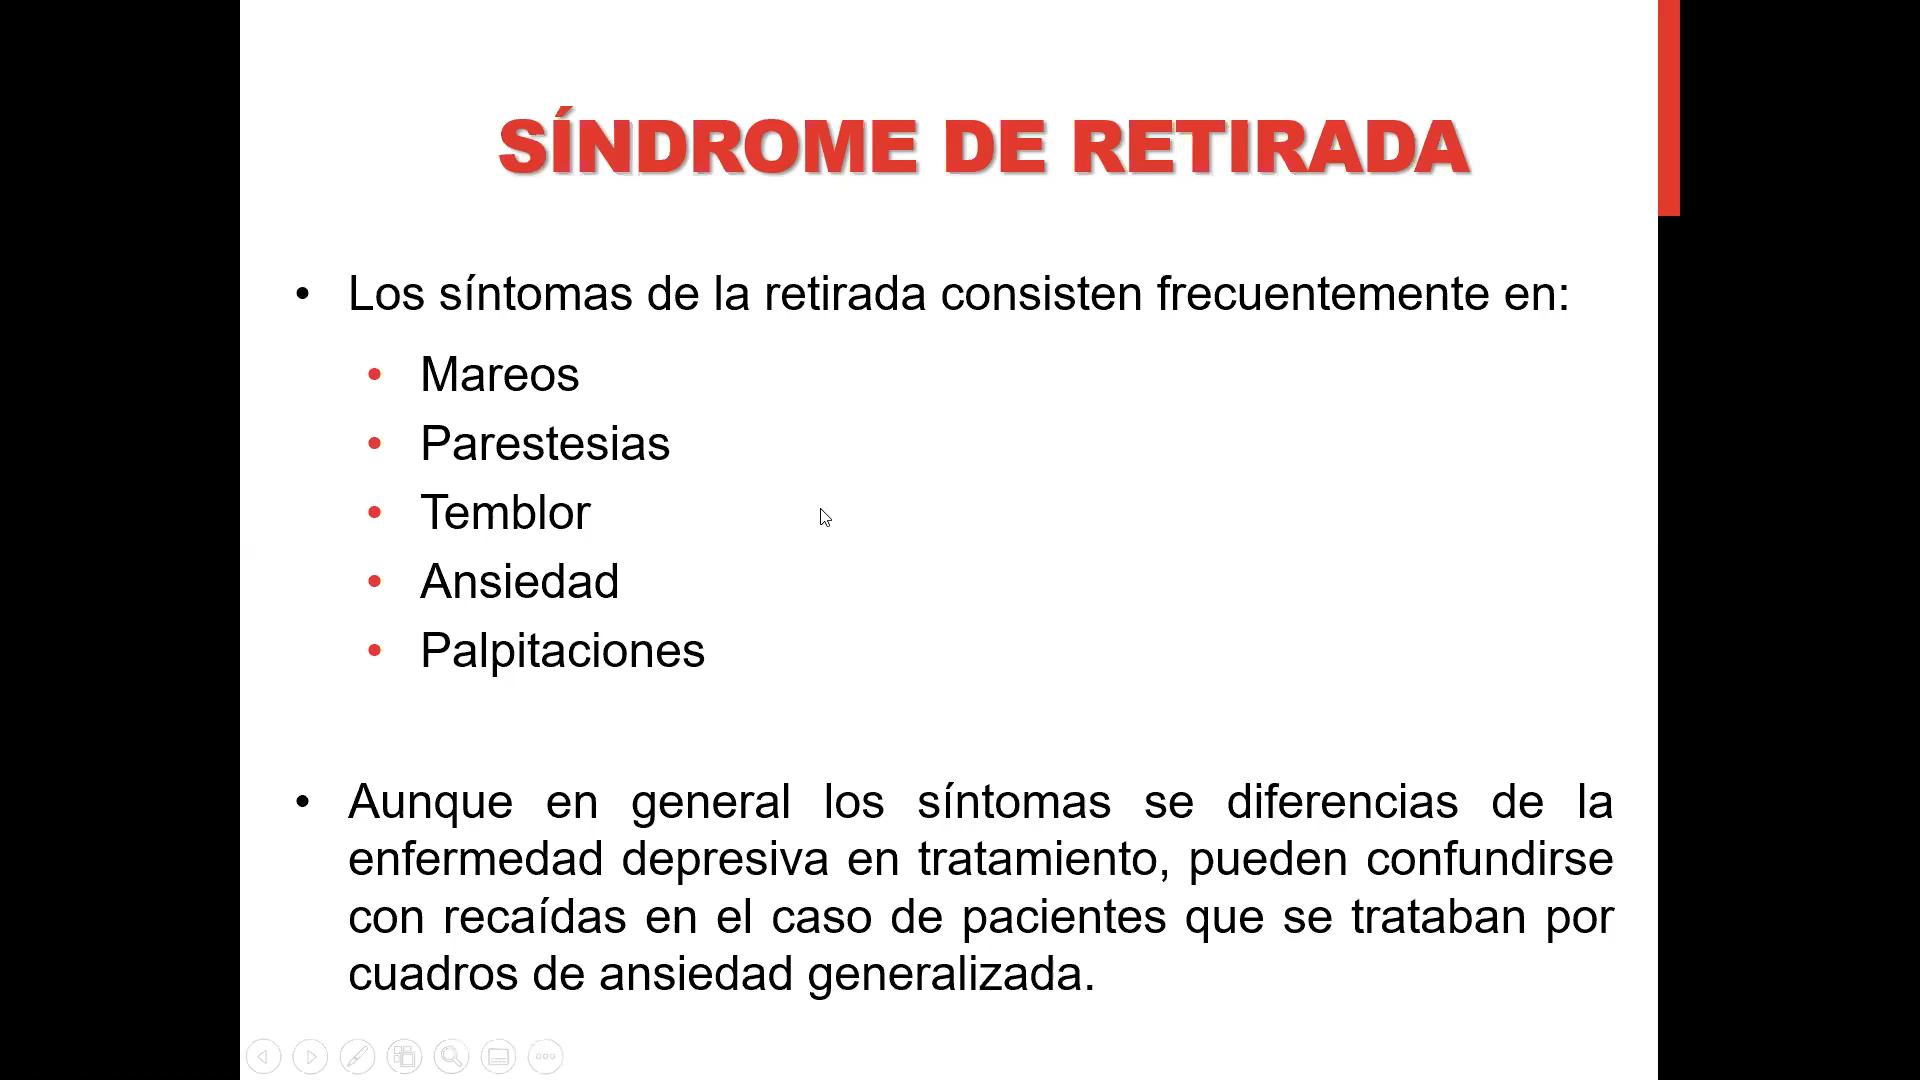 SÍNDROME DE RETIRADA
• Los síntomas de la retirada consisten frecuentemente en:
• Mareos
• Parestesias
• Temblor
• Ansiedad
• Palpitaciones
• Aunque en general los síntomas se diferencias de la
enfermedad depresiva en tratamiento, pueden confundirse
con recaídas en el caso de pacientes que se trataban por
cuadros de ansiedad generalizada.